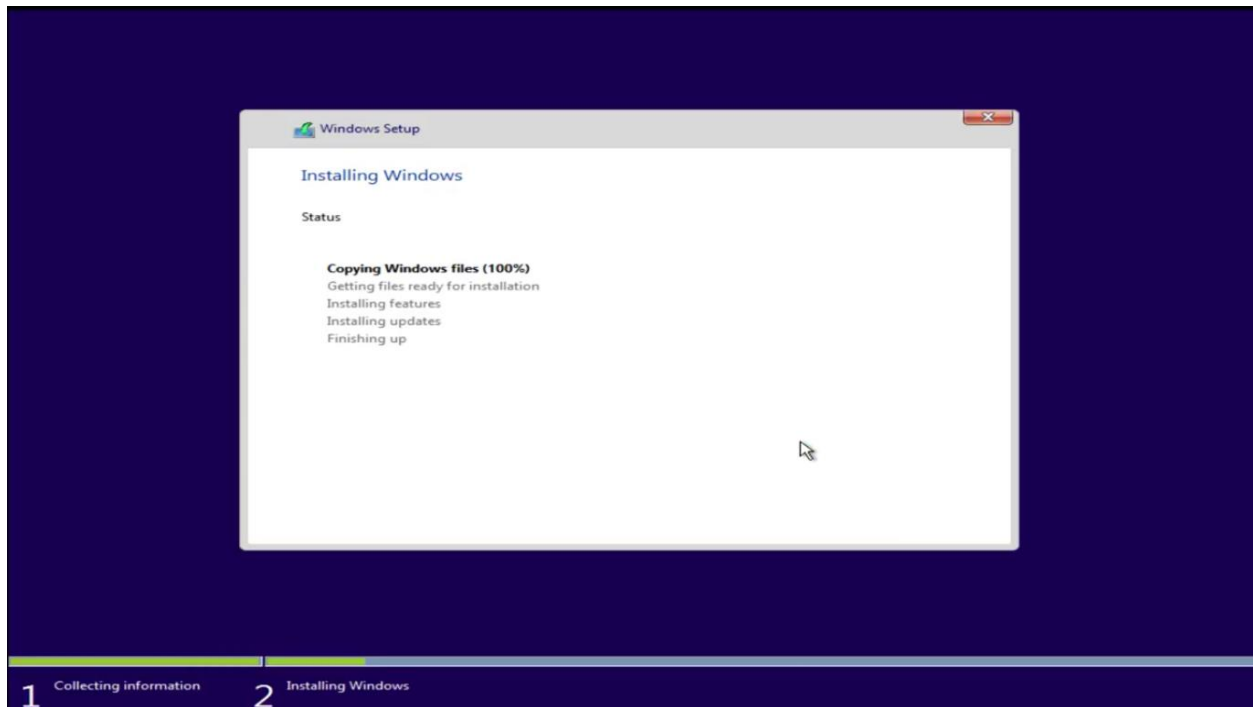 Windows Setup
Installing Windows
Status
Copying Windows files (100%)
Getting files ready for installation
Installing features
Installing updates
Finishing up
1 Collecting information
2 Installing Windows